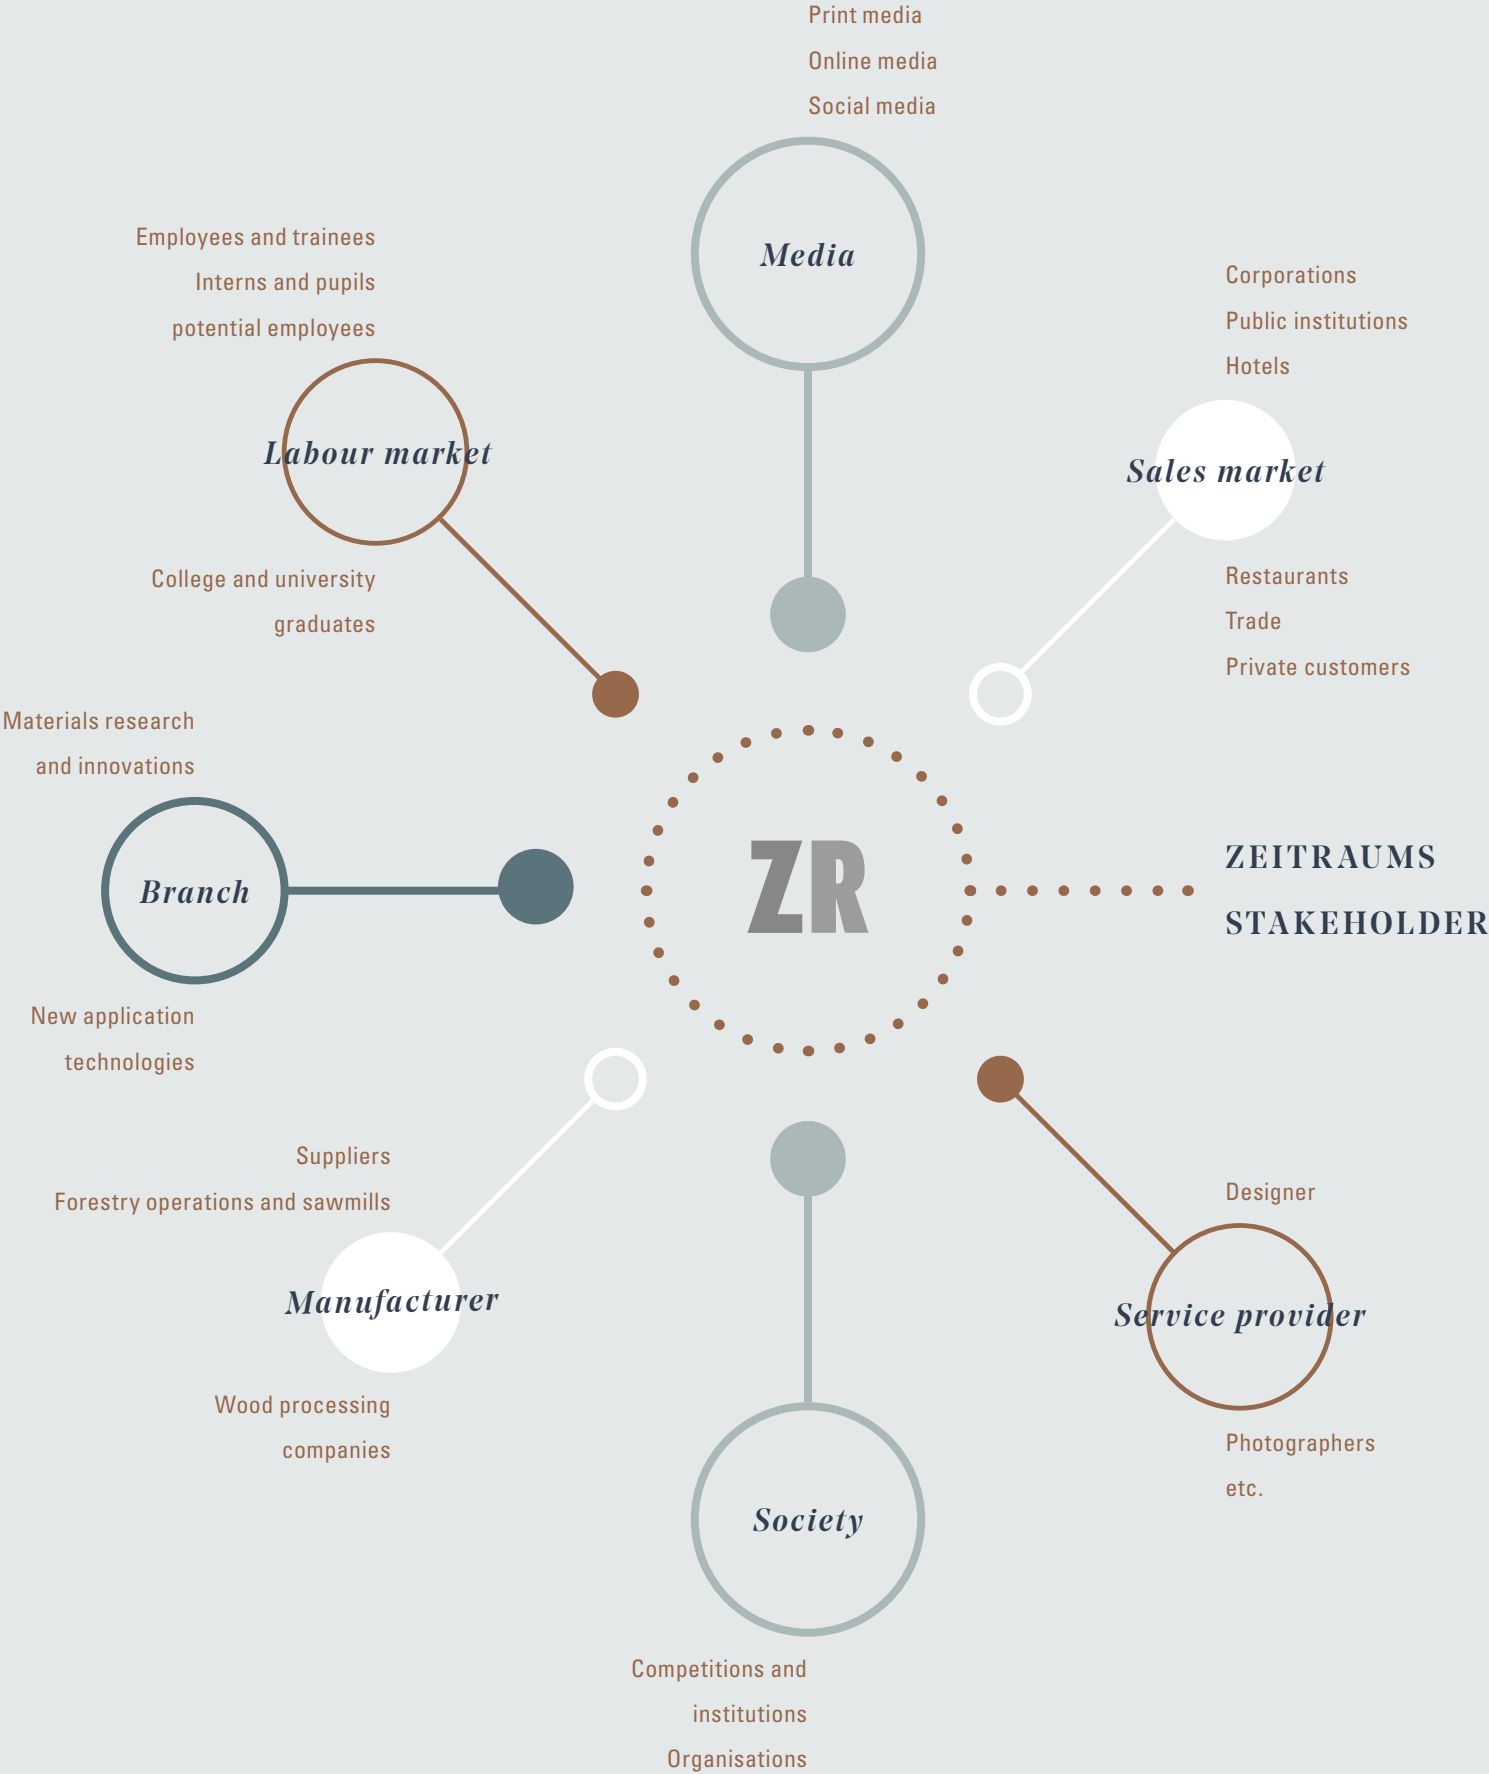 Print media
Online media
Social media
Media
Employees and trainees
Interns and pupils
potential employees
Labour market
College and university
graduates
Corporations
Public institutions
Hotels
Sales market
Restaurants
Trade
Private customers
Materials research
and innovations
Branch
New application
technologies
ZR
ZEITRAUMS
STAKEHOLDER
Suppliers
Forestry operations and sawmills
Manufacturer
Wood processing
companies
Designer
Service provider
Photographers
etc.
Society
Competitions and
institutions
Organisations